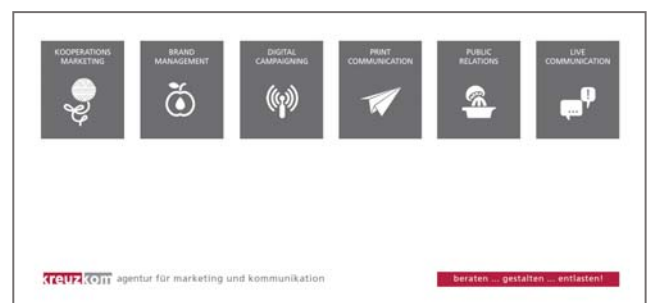 KOOPERATIONS
MARKETING
BRAND
MANAGEMENT
DIGITAL
CAMPAIGNING
PRINT
COMMUNICATION
PUBLIC
RELATIONS
LIVE
COMMUNICATION
kreuzkom agentur für marketing und kommunikation
beraten ... gestalten ... entlasten!